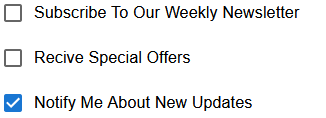 Subscribe To Our Weekly Newsletter
Recive Special Offers
Notify Me About New Updates